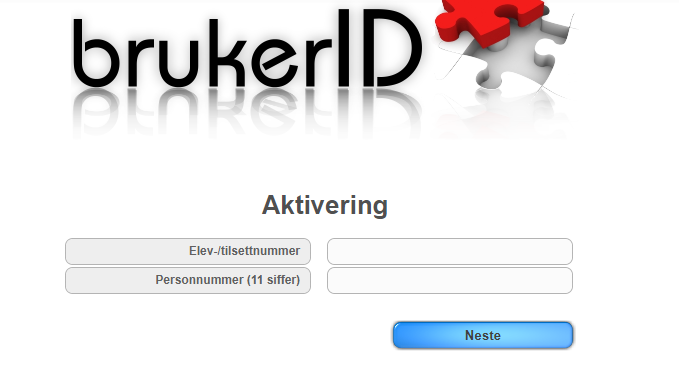 brukerID
Aktivering
Elev-/tilsettnummer
Personnummer (11 siffer)
Neste